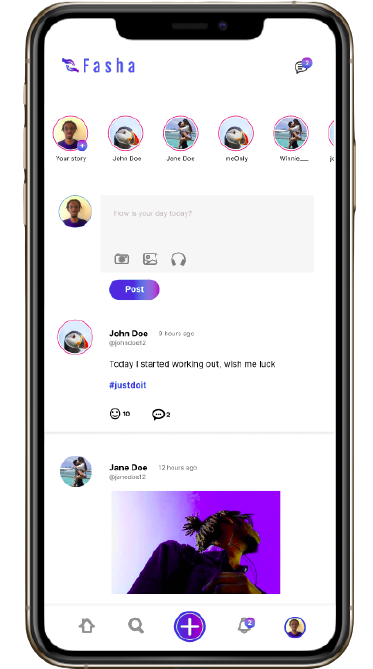 Fasha
Your story
John Doe
Jane Doe
meOnly
Winnie__
How is your day today?
Post
John Doe 9 hours ago
@johndoe12
Today I started working out, wish me luck
#justdoit
10
2
Jane Doe 12 hours ago
@janedoe12
2